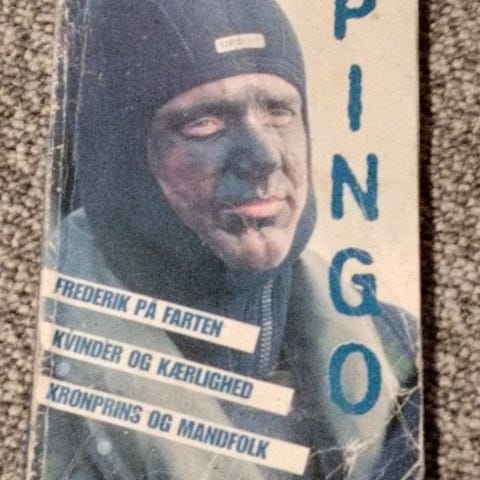 PINGO
FREDERIK PÅ FARTEN
KVINDER OG KÆRLIGHED
KRONPRINS OG MANDFOLK